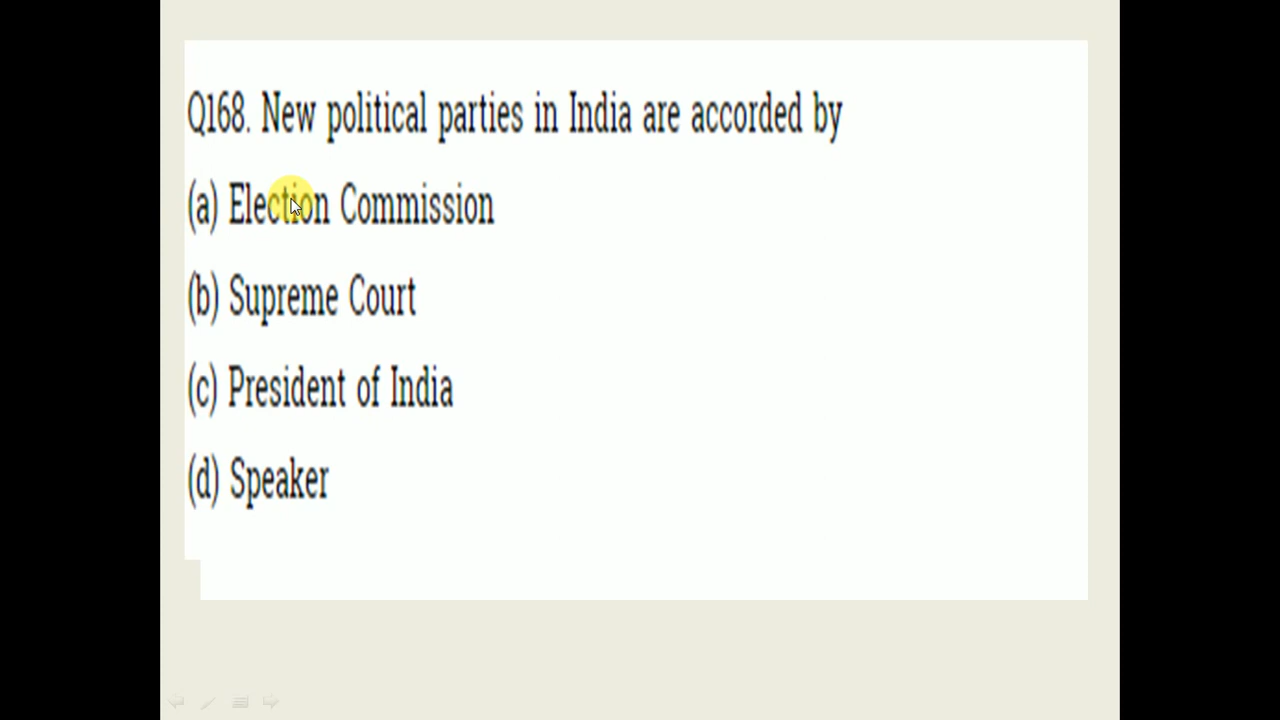 Q168. New political parties in India are accorded by
(a) Election Commission
(b) Supreme Court
(c) President of India
(d) Speaker